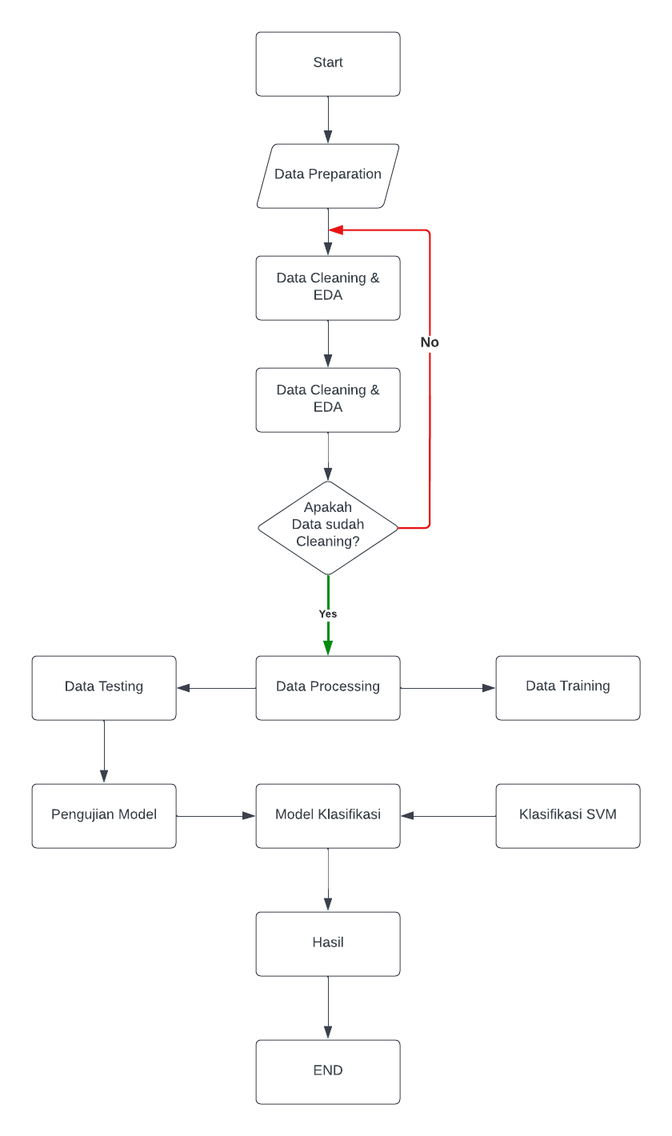 Start
Data Preparation
Data Cleaning &
EDA
No
Data Cleaning &
EDA
Apakah
Data sudah
Cleaning?
Yes
Data Testing
Data Processing
Data Training
Pengujian Model
Model Klasifikasi
Klasifikasi SVM
Hasil
END